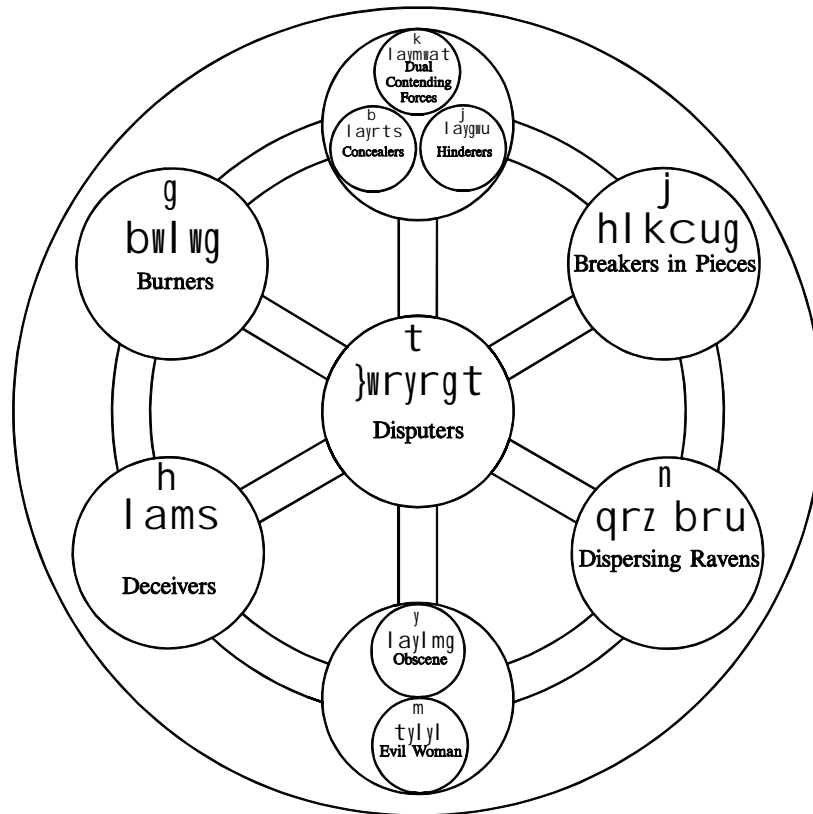 k
laymwat
Dual
Contending
Forces
b
layrts
Concealers
j
laygwu
Hinderers
g
bwlwg
Burners
j
hlkcug
Breakers in Pieces
t
}wryrgt
Disputers
h
lams
Deceivers
n
qrz bru
Dispersing Ravens
y
laylmg
Obscene
m
tylyl
Evil Woman